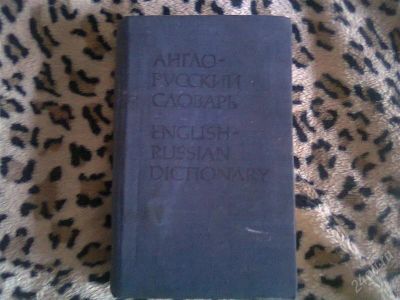 АНГЛО-
РУССКИЙ
СЛОВАРЬ
ENGLISH-
RUSSIAN
DICTIONARY